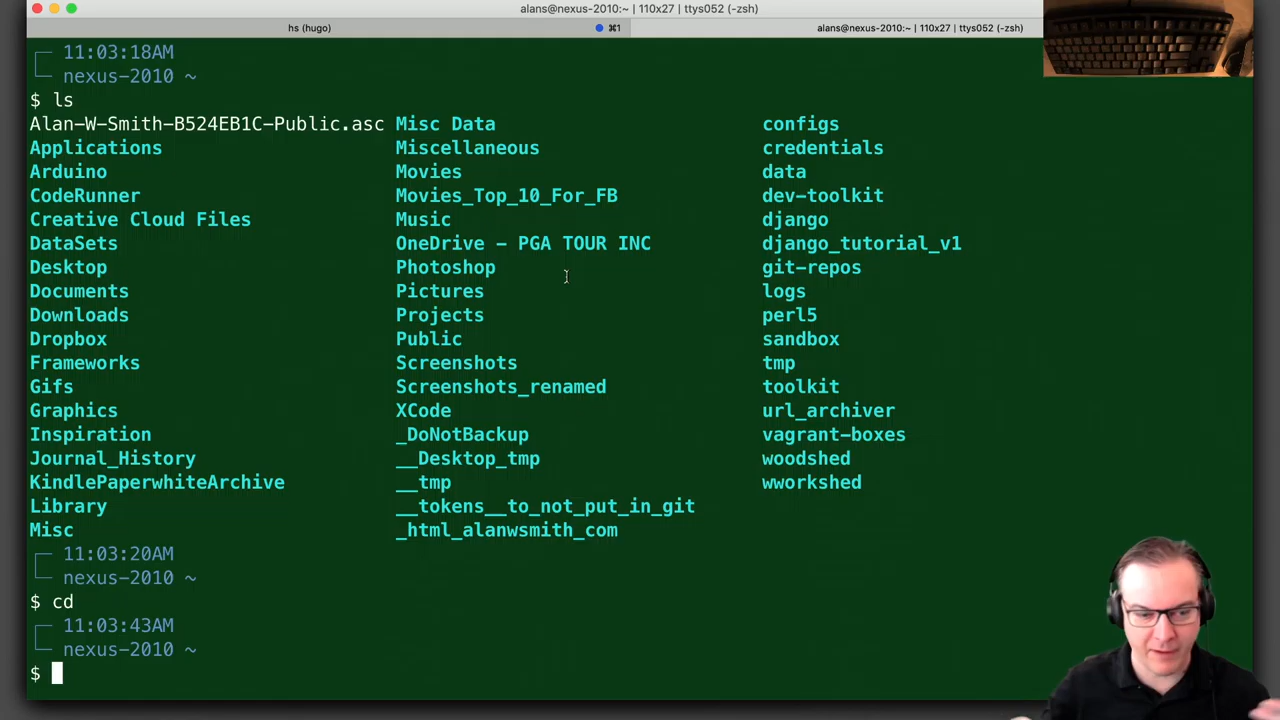 alans@nexus-2010:~ | 110x27 | ttys052 (-zsh)
hs (hugo) ⌘1 alans@nexus-2010:~ | 110x27 | ttys052 (-zsh)
11:03:18AM
nexus-2010 ~
$ ls
Alan-W-Smith-B524EB1C-Public.asc Misc Data configs
Applications Miscellaneous credentials
Arduino Movies data
CodeRunner Movies_Top_10_For_FB dev-toolkit
Creative Cloud Files Music django
DataSets OneDrive - PGA TOUR INC django_tutorial_v1
Desktop Photoshop git-repos
Documents Pictures logs
Downloads Projects perl5
Dropbox Public sandbox
Frameworks Screenshots tmp
Gifs Screenshots_renamed toolkit
Graphics XCode url_archiver
Inspiration _DoNotBackup vagrant-boxes
Journal_History __Desktop_tmp woodshed
KindlePaperwhiteArchive __tmp wworkshed
Library __tokens__to_not_put_in_git
Misc _html_alanwsmith_com
11:03:20AM
nexus-2010 ~
$ cd
11:03:43AM
nexus-2010 ~
$